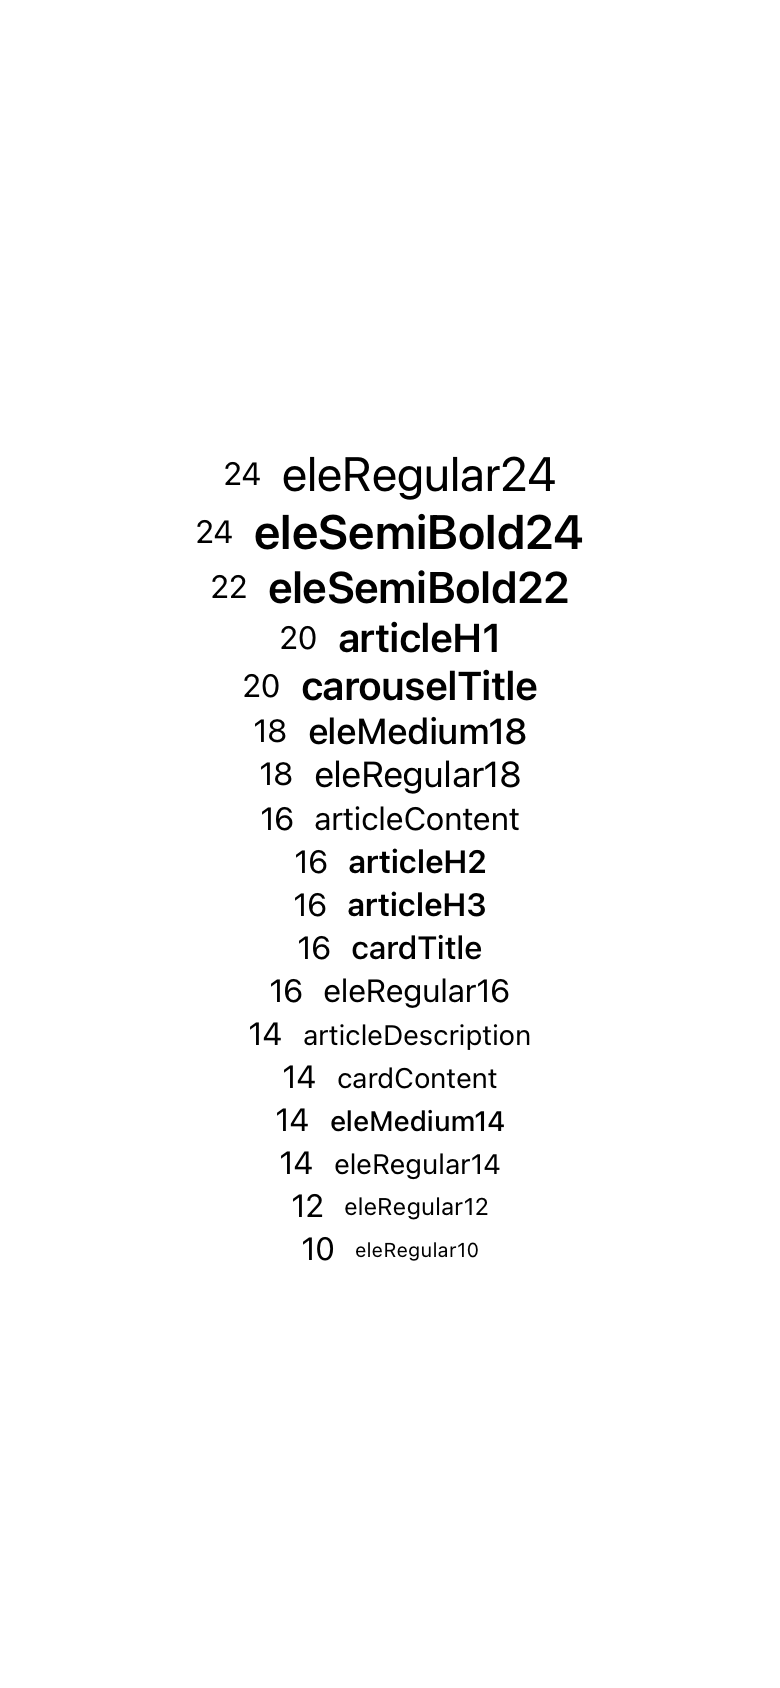 24 eleRegular24
24 eleSemiBold24
22 eleSemiBold22
20 articleH1
20 carouselTitle
18 eleMedium18
18 eleRegular18
16 articleContent
16 articleH2
16 articleH3
16 cardTitle
16 eleRegular16
14 articleDescription
14 cardContent
14 eleMedium14
14 eleRegular14
12 eleRegular12
10 eleRegular10